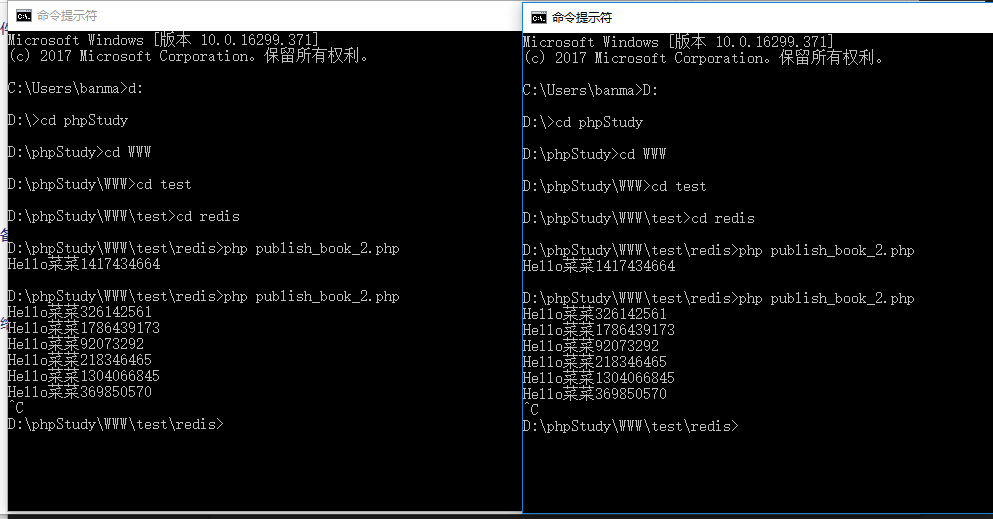 命令提示符
Microsoft Windows [版本 10.0.16299.371]
(c) 2017 Microsoft Corporation。保留所有权利。
C:\Users\banma>d:
D:\>cd phpStudy
D:\phpStudy>cd WWW
D:\phpStudy\WWW>cd test
D:\phpStudy\WWW\test>cd redis
D:\phpStudy\WWW\test\redis>php publish_book_2.php
Hello菜菜1417434664
D:\phpStudy\WWW\test\redis>php publish_book_2.php
Hello菜菜326142561
Hello菜菜1786439173
Hello菜菜92073292
Hello菜菜218346465
Hello菜菜1304066845
Hello菜菜369850570
^C
D:\phpStudy\WWW\test\redis>
命令提示符
Microsoft Windows [版本 10.0.16299.371]
(c) 2017 Microsoft Corporation。保留所有权利。
C:\Users\banma>D:
D:\>cd phpStudy
D:\phpStudy>cd WWW
D:\phpStudy\WWW>cd test
D:\phpStudy\WWW\test>cd redis
D:\phpStudy\WWW\test\redis>php publish_book_2.php
Hello菜菜1417434664
D:\phpStudy\WWW\test\redis>php publish_book_2.php
Hello菜菜326142561
Hello菜菜1786439173
Hello菜菜92073292
Hello菜菜218346465
Hello菜菜1304066845
Hello菜菜369850570
^C
D:\phpStudy\WWW\test\redis>